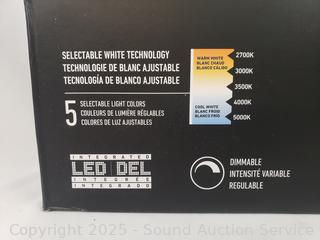 SELECTABLE WHITE TECHNOLOGY
TECHNOLOGIE DE BLANC AJUSTABLE
TECNOLOGÍA DE BLANCO AJUSTABLE
5
SELECTABLE LIGHT COLORS
COULEURS DE LUMIÈRE RÉGLABLES
COLORES DE LUZ AJUSTABLES
WARM WHITE
BLANC CHAUD
BLANCO CÁLIDO
COOL WHITE
BLANC FROID
BLANCO FRIO
2700K
3000K
3500K
4000K
5000K
INTEGRATED
LED DEL
INTEGRÉE
INTEGRADO
DIMMABLE
INTENSITÉ VARIABLE
REGULABLE
Copyright 2025 - Sound Auction Service